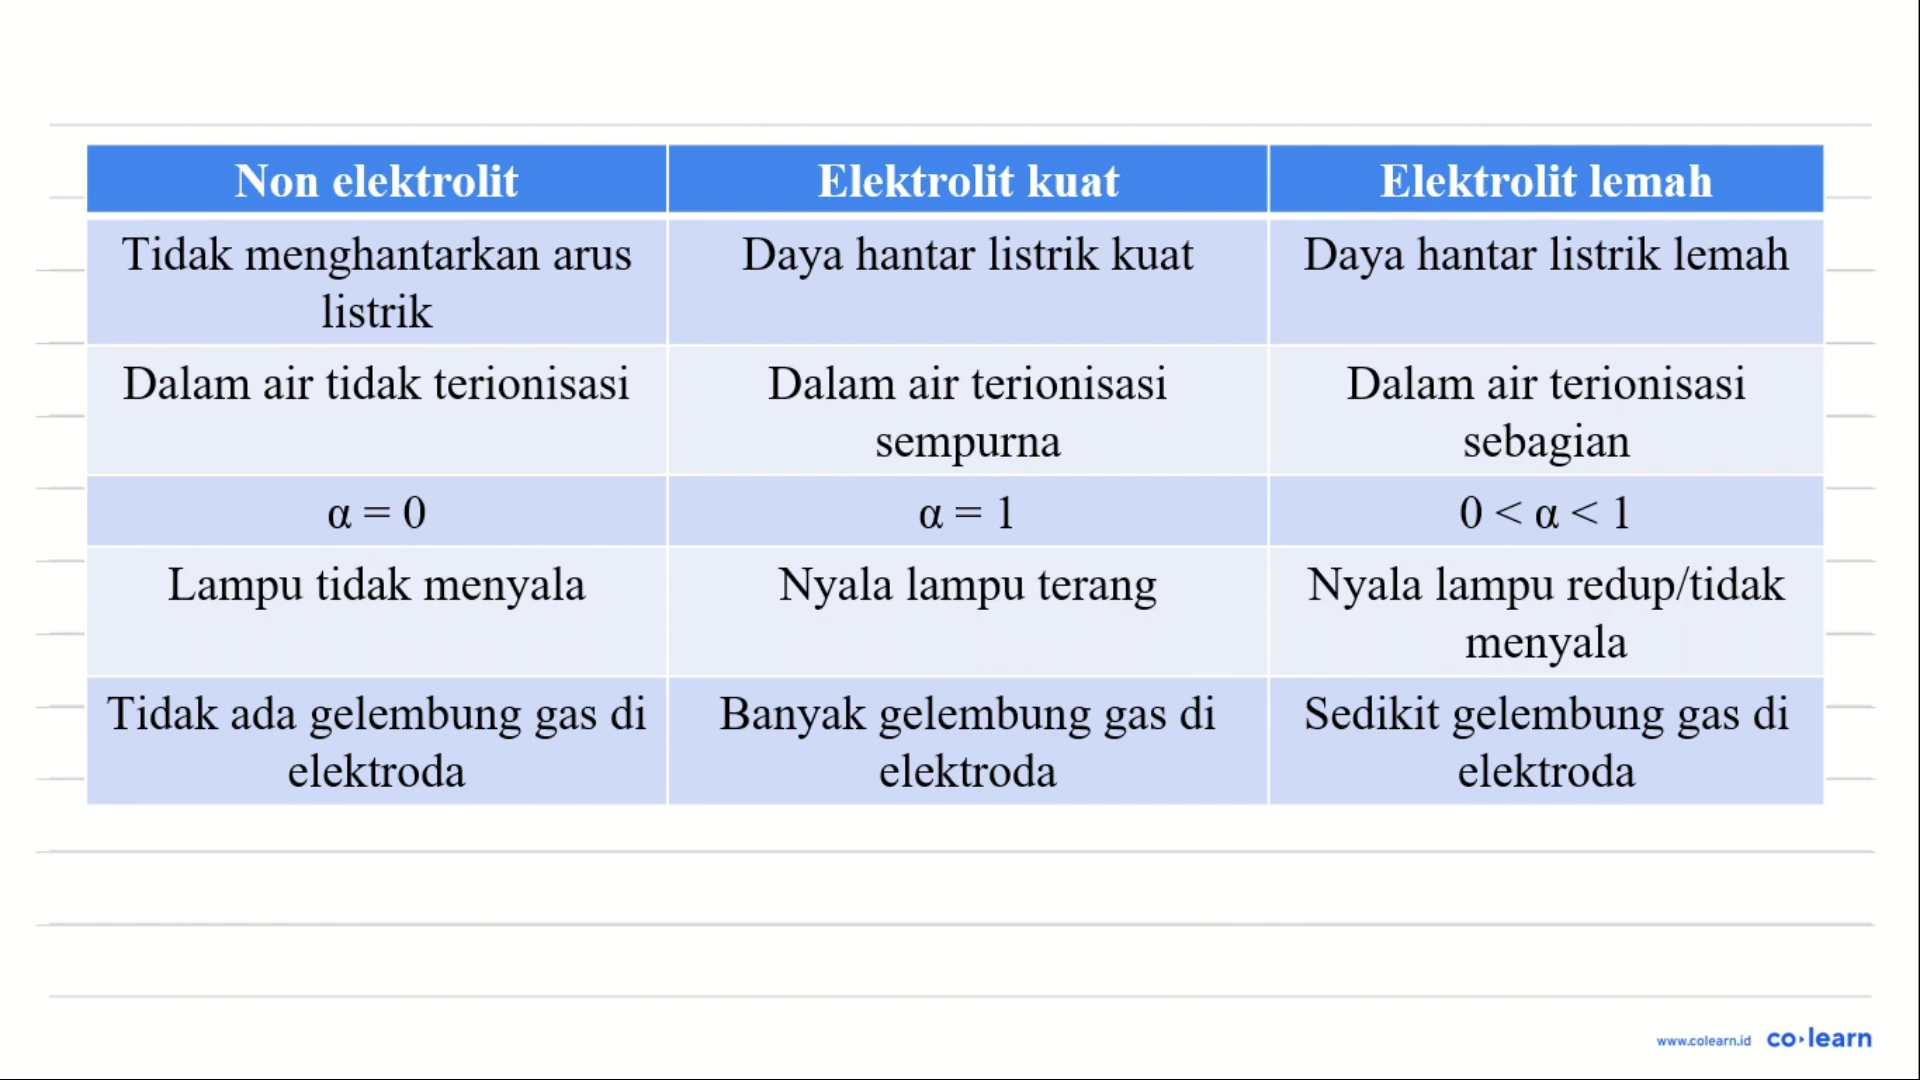 Non elektrolit
Elektrolit kuat
Elektrolit lemah
Tidak menghantarkan arus
listrik
Daya hantar listrik kuat
Daya hantar listrik lemah
Dalam air tidak terionisasi
Dalam air terionisasi
sempurna
Dalam air terionisasi
sebagian
α = 0
α = 1
0 < α < 1
Lampu tidak menyala
Nyala lampu terang
Nyala lampu redup/tidak
menyala
Tidak ada gelembung gas di
elektroda
Banyak gelembung gas di
elektroda
Sedikit gelembung gas di
elektroda
www.colearn.id
co·learn